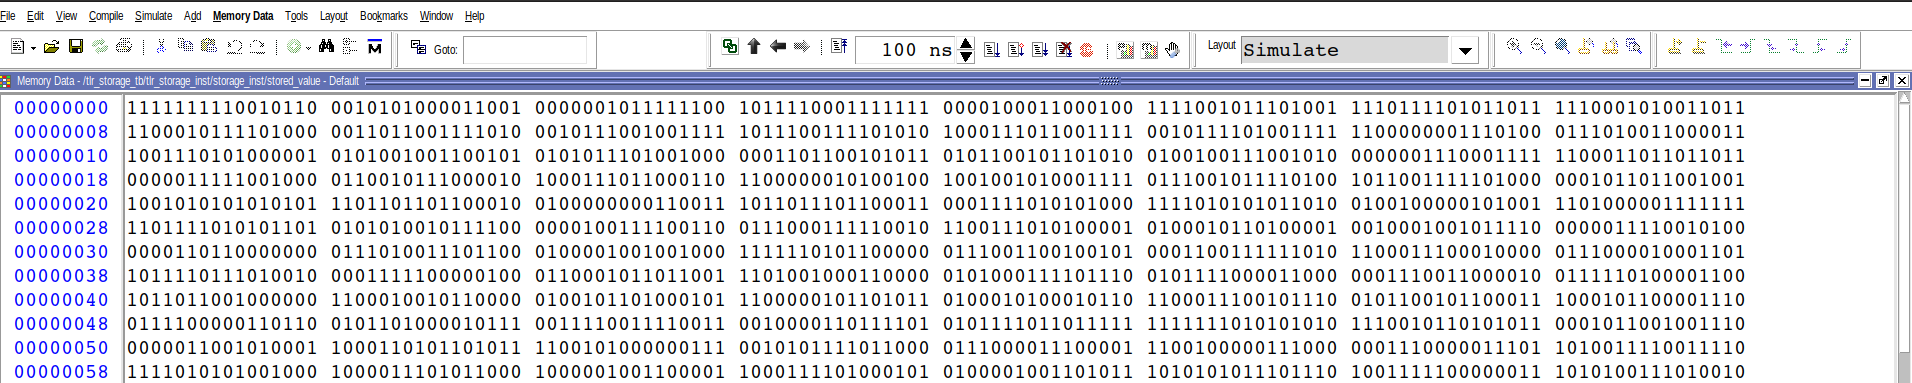 File Edit View Compile Simulate Add Memory Data Tools Layout Bookmarks Window Help
Goto: 100 ns Layout Simulate
Memory Data - /tlr_storage_tb/tlr_storage_inst/storage_inst/stored_value - Default
00000000 1111111110010110 0010101000011001 0000001011111100 1011110001111111 0000100011000100 1111001011101001 1110111101011011 1110001010011011
00000008 1100010111101000 0011011001111010 0010111001001111 1011100111101010 1000111011001111 0010111101001111 1100000001110100 0111010011000011
00000010 1001110101000001 0101001001100101 0101011101001000 0001101100101011 0101100101101010 0100100111001010 0000001110001111 1100011011011011
00000018 0000011111001000 0110010111000010 1000111011000110 1100000010100100 1001001010001111 0111001011110100 1011001111101000 0001011011001001
00000020 1001010101010101 1101101101100010 0100000000110011 1011011101100011 0001111010101000 1111010101011010 0100100000101001 1101000001111111
00000028 1101111010101101 0101010010111100 0000100111100110 0111000111110010 1100111010100001 0100010110100001 0010001001011110 0000011110010100
00000030 0000110110000000 0111010011101100 0100001001001000 1111110101100000 0111001100100101 0001100111111010 1100011100010000 0111000010001101
00000038 1011110111010010 0001111100000100 0110001011011001 1101001000110000 0101000111101110 0101111000011000 0001110011000010 0111110100001100
00000040 1011011001000000 1100010010110000 0100101101000101 1100000101101011 0100010100010110 1100011100101110 0101100101100011 1000101100001110
00000048 0111100000110110 0101101000010111 0011110011110011 0010000110111101 0101111011011111 1111111010101010 1110010110101011 0001011001001110
00000050 0000011001010001 1000110101101011 1100101000000111 0010101111011000 0111000011100001 1100100000111000 0001110000011101 1010011110011110
00000058 1111010101001000 1000011101011000 1000001001100001 1000111101000101 0100001001101011 1010101011101110 1001111100000011 1010100111010010